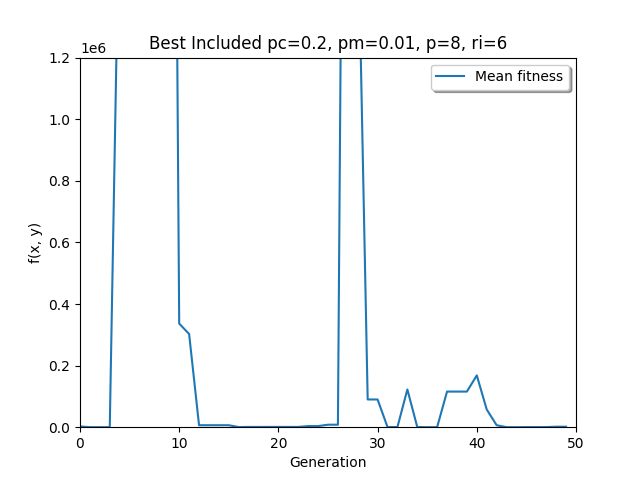 Best Included pc=0.2, pm=0.01, p=8, ri=6
1e6
Mean fitness
1.2
1.0
0.8
0.6
0.4
0.2
0.0
f(x, y)
0 10 20 30 40 50
Generation